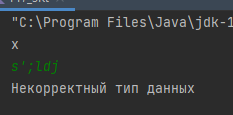 "C:\Program Files\Java\jdk-1
x
s';ldj
Некорректный тип данных